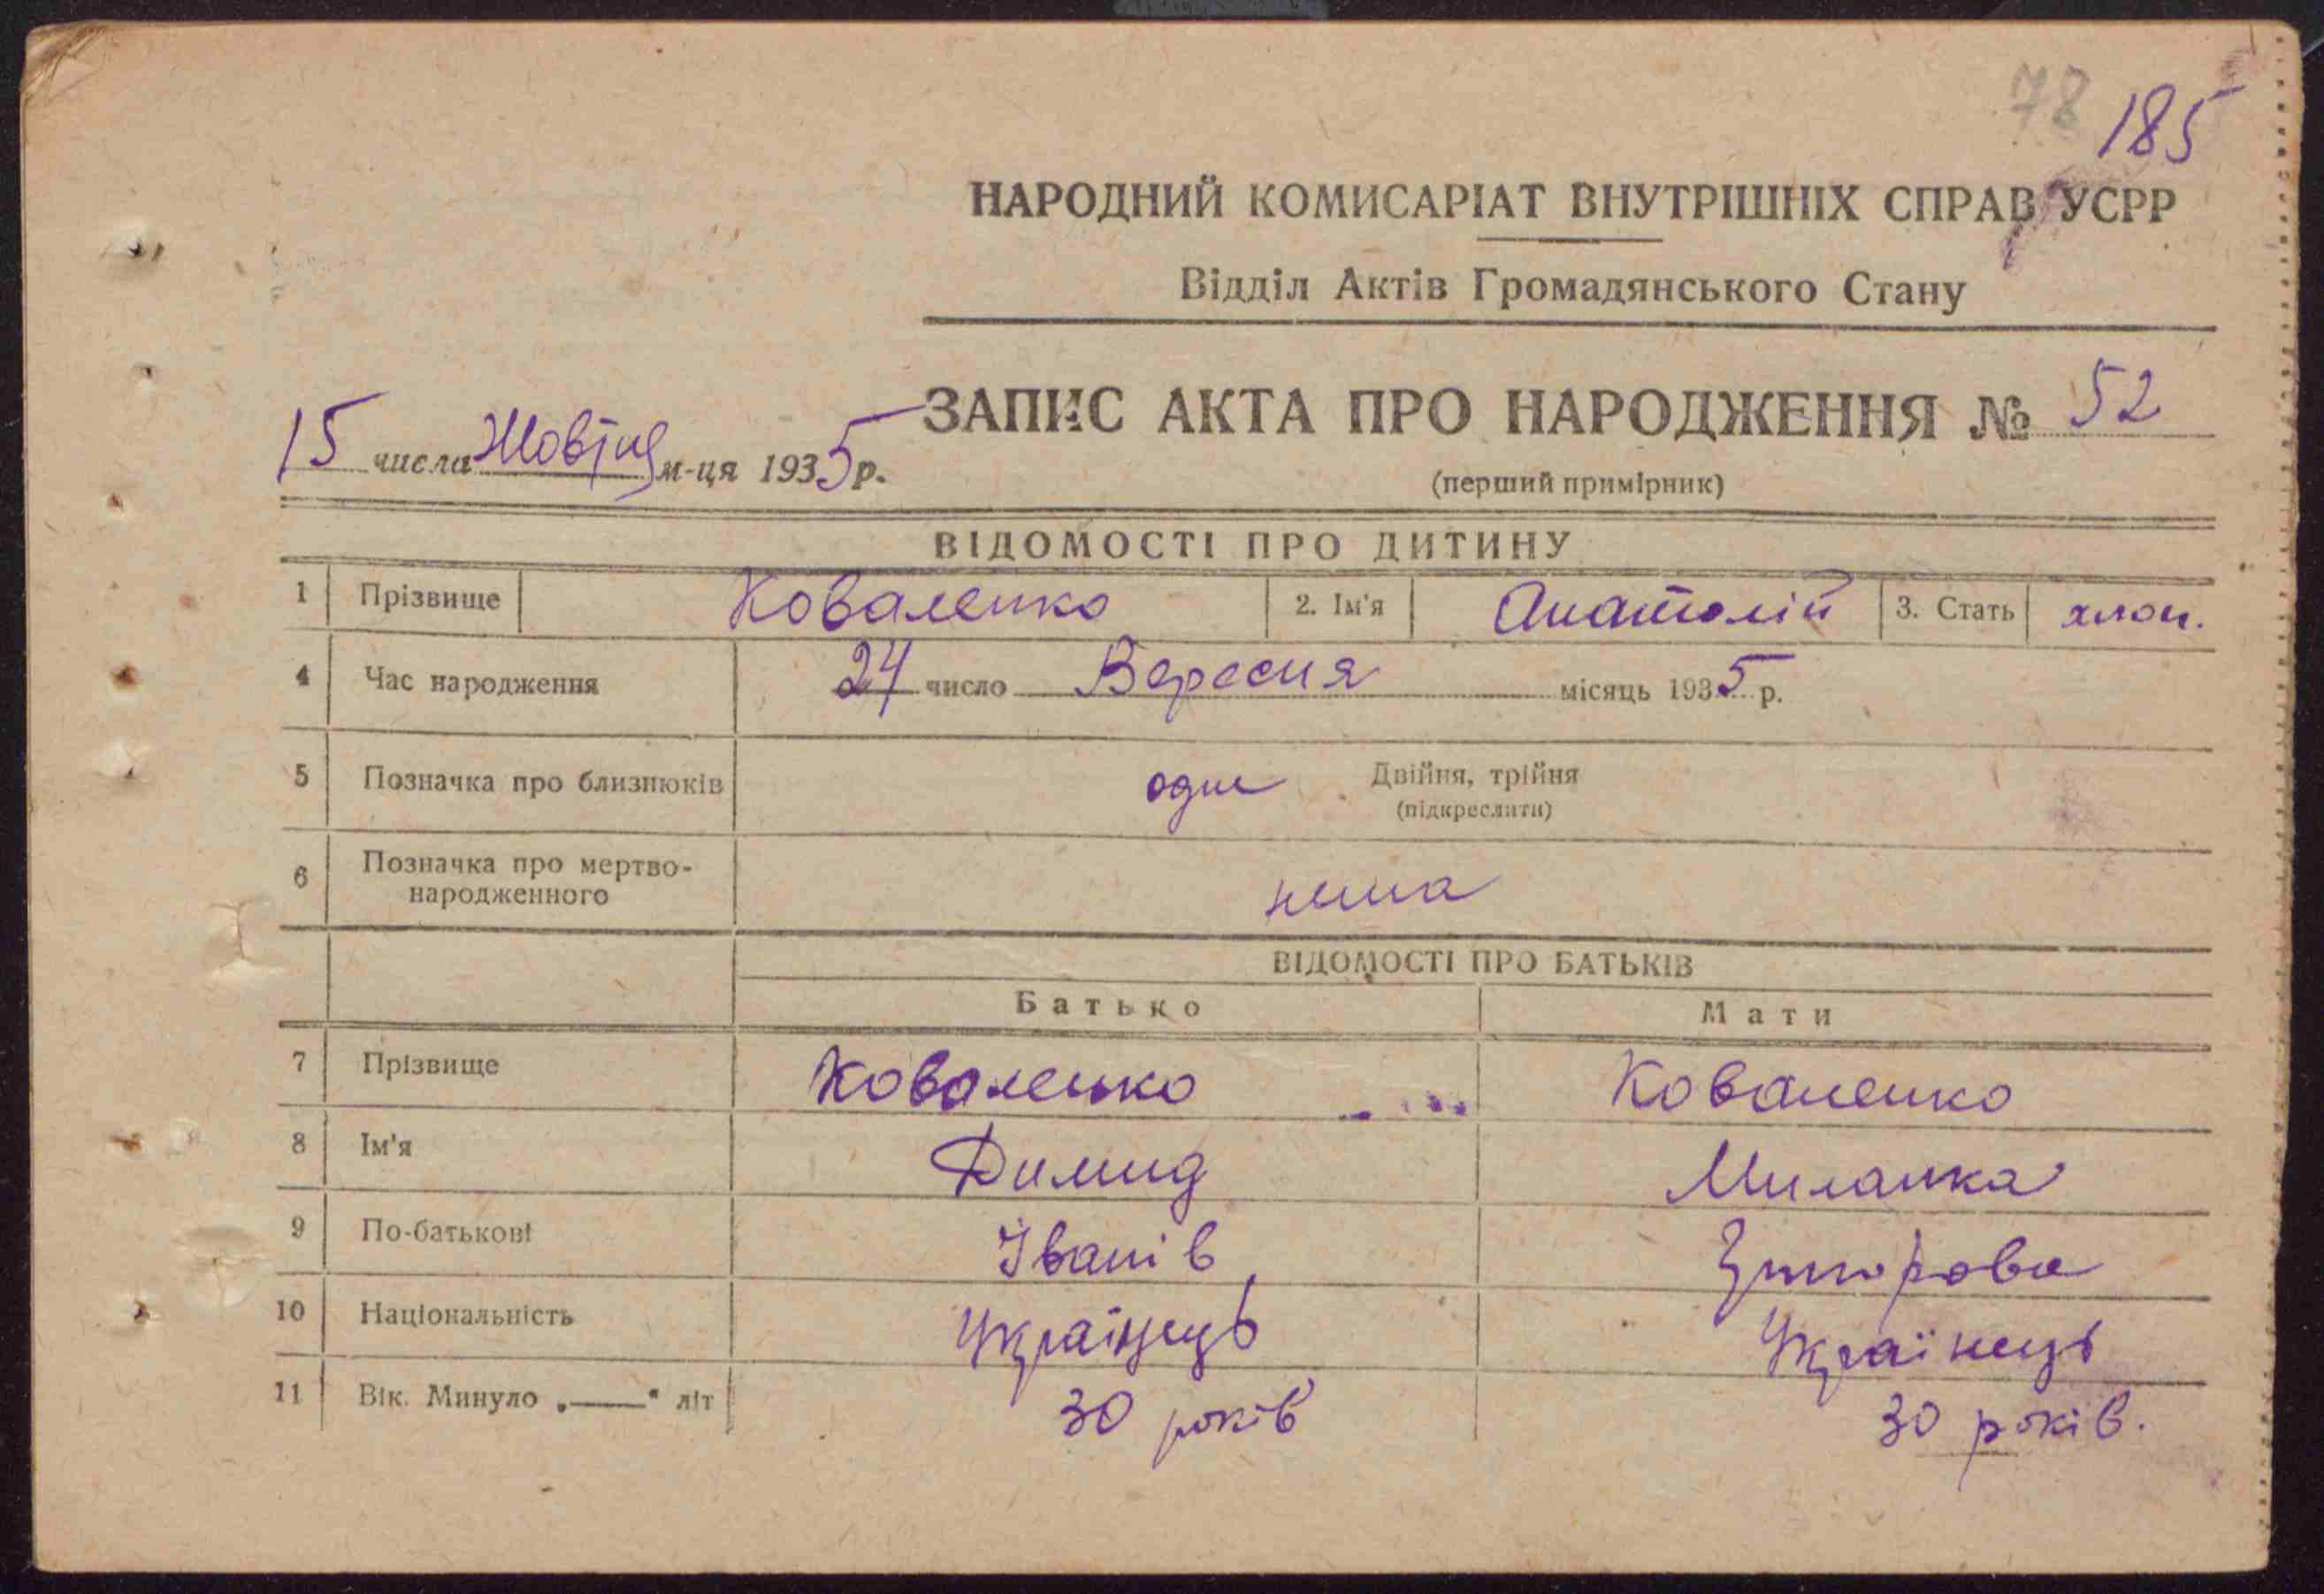 78 185
НАРОДНИЙ КОМИСАРІАТ ВНУТРІШНІХ СПРАВ УСРР
Відділ Актів Громадянського Стану
ЗАПИС АКТА ПРО НАРОДЖЕННЯ № 52
15 числа Жовтня м-ця 1935 р.
(перший примірник)
ВІДОМОСТІ ПРО ДИТИНУ
1 Прізвище Коваленко 2. Ім'я Анатолій 3. Стать хлоп.
4 Час народження 24 число Вересня місяць 1935 р.
5 Позначка про близнюків одне Двійня, трійня
(підкреслити)
6 Позначка про мертво-
народженного нема
ВІДОМОСТІ ПРО БАТЬКІВ
Батько Мати
7 Прізвище Коваленко Коваленко
8 Ім'я Димид Миланка
9 По-батькові Іванів
10 Національність Українець Українець
11 Вік. Минуло „——“ літ 30 років 30 років.